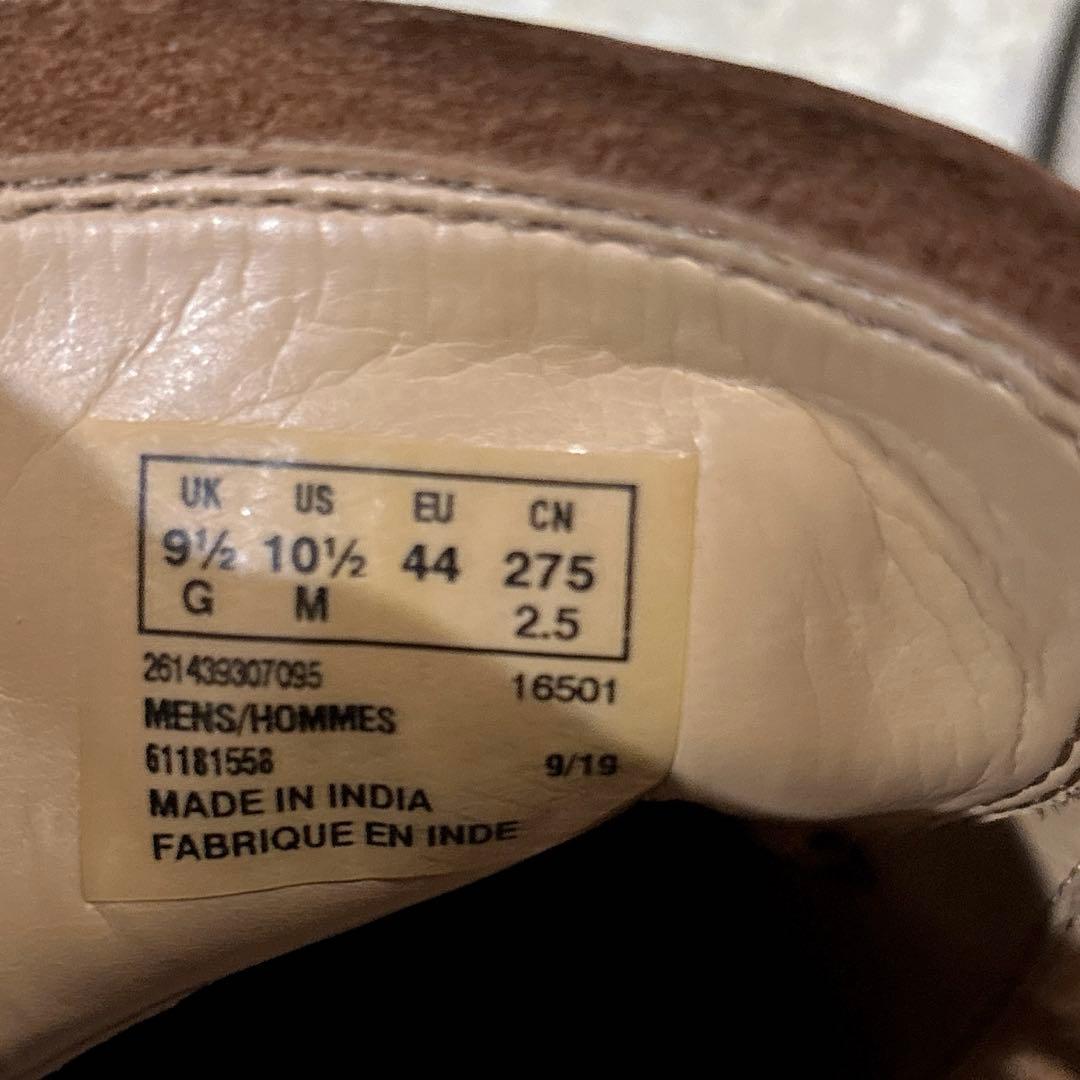 UK US EU CN
9½ 10½ 44 275
G M 2.5
261439307095 16501
MENS/HOMMES
61181558 9/19
MADE IN INDIA
FABRIQUE EN INDE